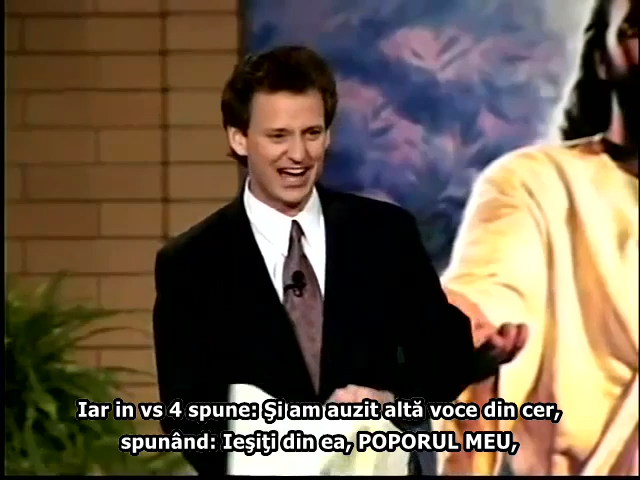 Iar in vs 4 spune: Şi am auzit altă voce din cer,
spunând: Ieşiţi din ea, POPORUL MEU,